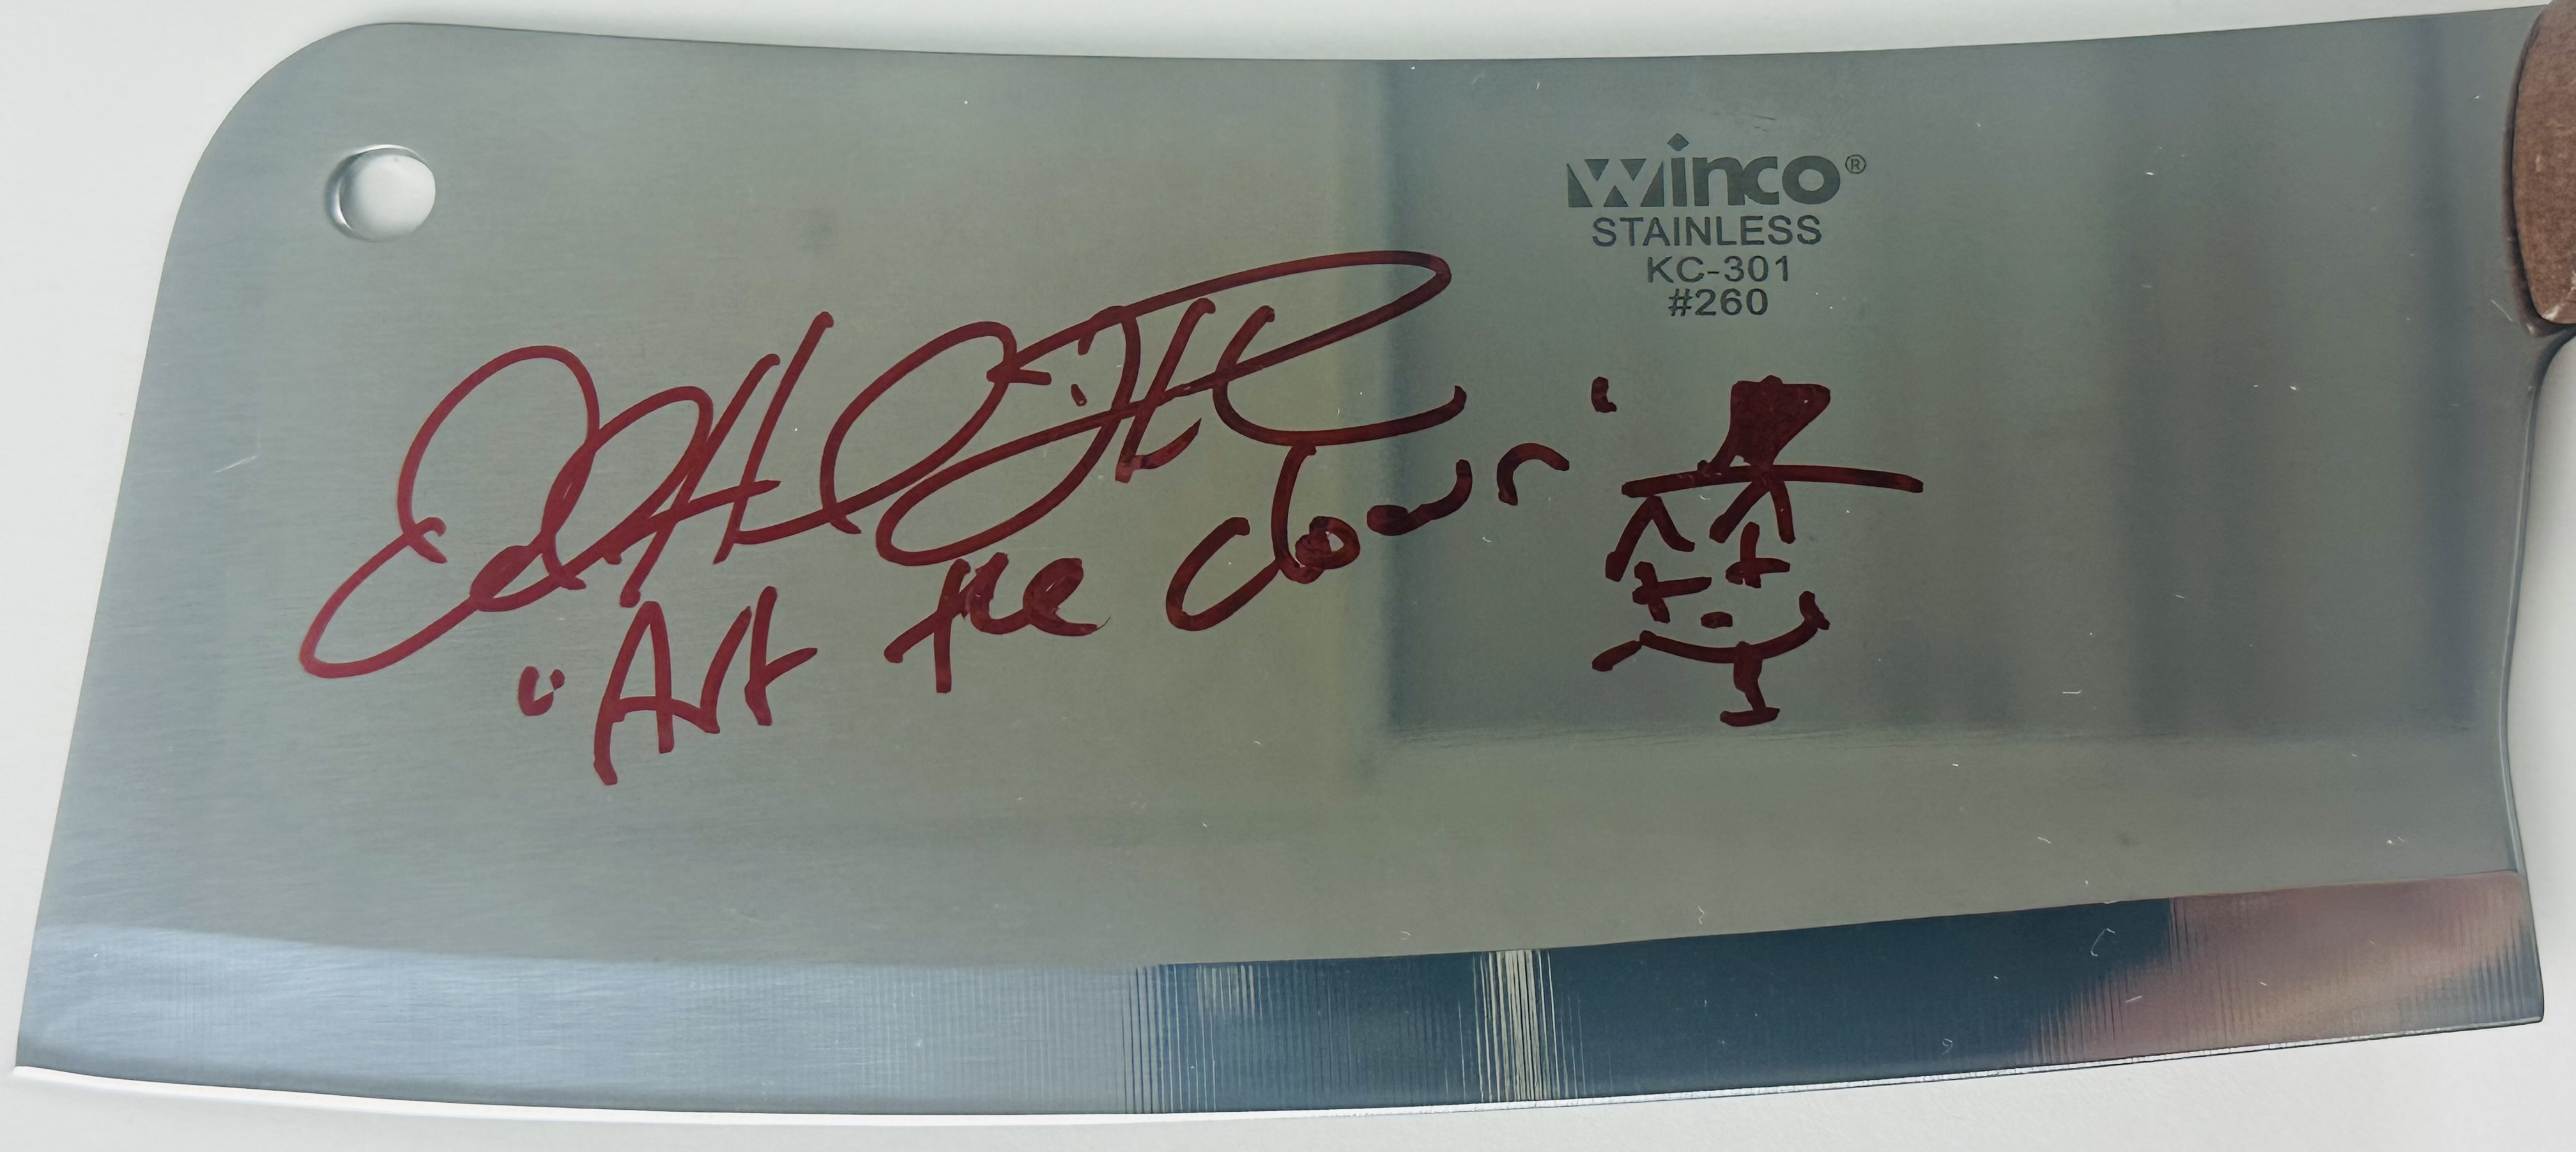 Winco®
STAINLESS
KC-301
#260
"Art the Clown"